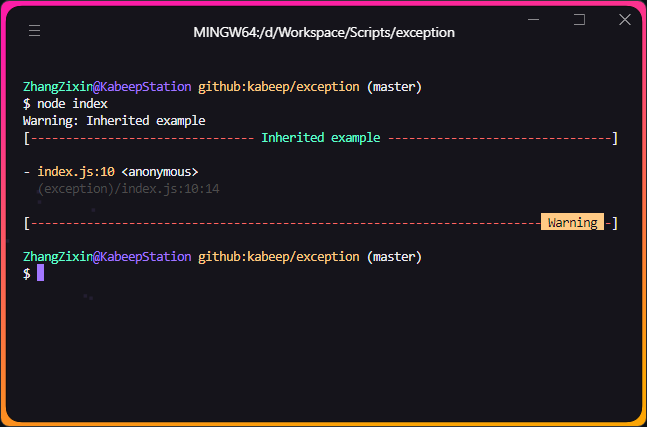 MINGW64:/d/Workspace/Scripts/exception
ZhangZixin@KabeepStation github:kabeep/exception (master)
$ node index
Warning: Inherited example
[-------------------------------- Inherited example --------------------------------]
- index.js:10 <anonymous>
(exception)/index.js:10:14
[-------------------------------------------------------------------------- Warning -]
ZhangZixin@KabeepStation github:kabeep/exception (master)
$